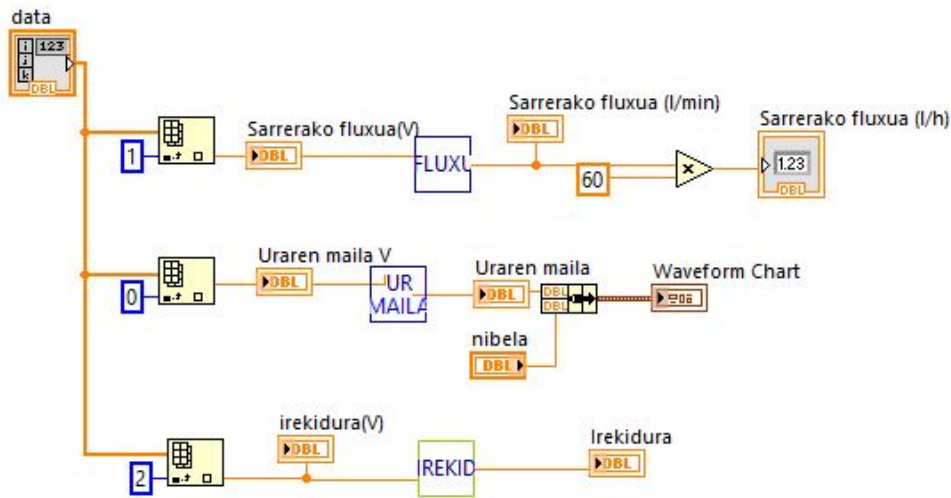 data
i 123
j
k
DBL
Sarrerako fluxua (l/min)
DBL
Sarrerako fluxua (l/h)
1.23
DBL
Sarrerako fluxua(V)
DBL
FLUXU
1
60
x
Uraren maila V
DBL
UR
MAILA
Uraren maila
DBL
DBL
DBL
Waveform Chart
0
nibela
DBL
irekidura(V)
DBL
IREKID
Irekidura
DBL
2